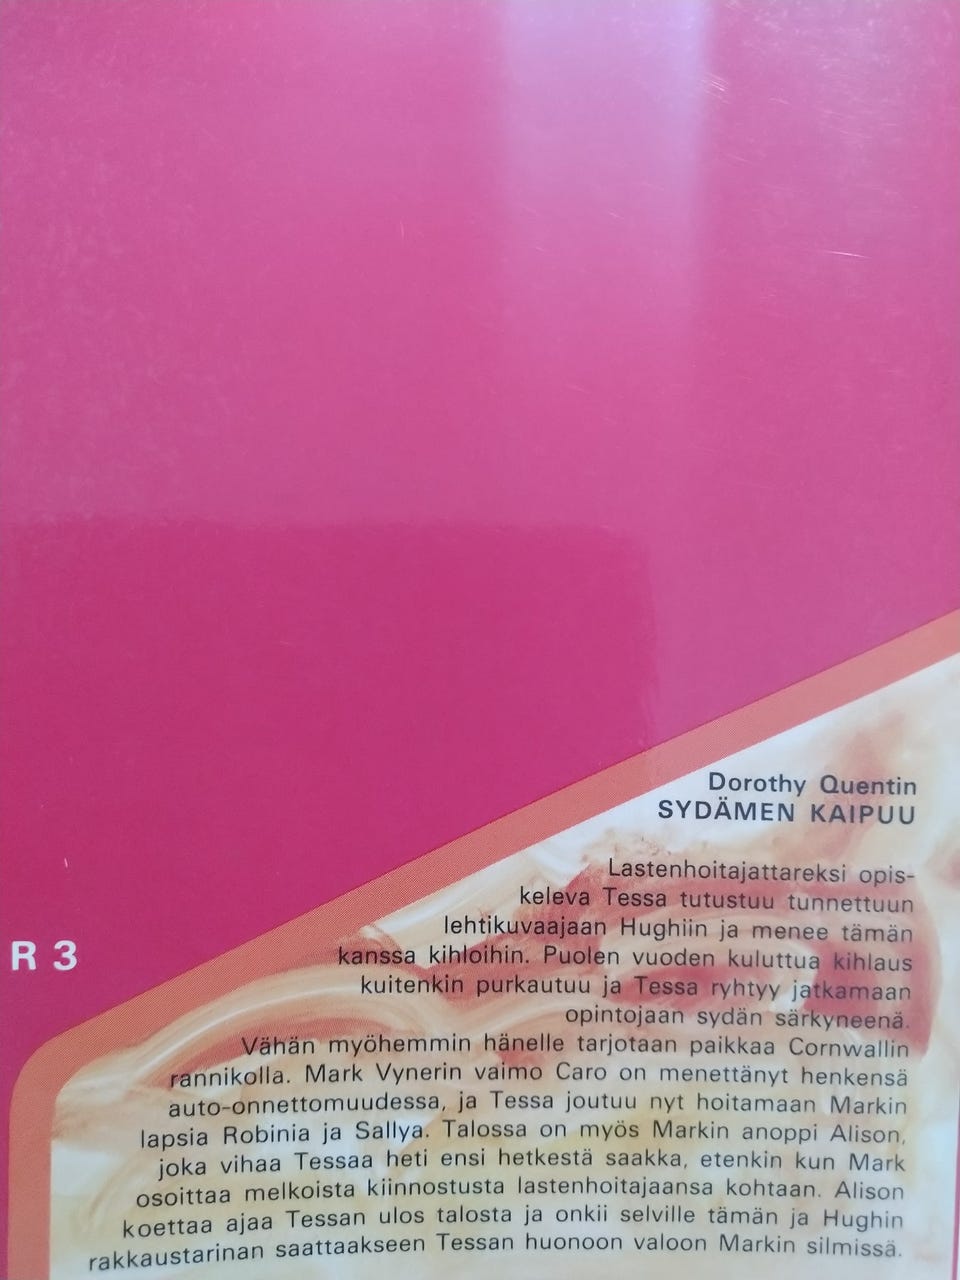 Dorothy Quentin
SYDÄMEN KAIPUU
Lastenhoitajattareksi opis-
keleva Tessa tutustuu tunnettuun
lehtikuvaajaan Hughiin ja menee tämän
kanssa kihloihin. Puolen vuoden kuluttua kihlaus
kuitenkin purkautuu ja Tessa ryhtyy jatkamaan
opintojaan sydän särkyneenä.
Vähän myöhemmin hänelle tarjotaan paikkaa Cornwallin
rannikolla. Mark Vynerin vaimo Caro on menettänyt henkensä
auto-onnettomuudessa, ja Tessa joutuu nyt hoitamaan Markin
lapsia Robinia ja Sallya. Talossa on myös Markin anoppi Alison,
joka vihaa Tessaa heti ensi hetkestä saakka, etenkin kun Mark
osoittaa melkoista kiinnostusta lastenhoitajaansa kohtaan. Alison
koettaa ajaa Tessan ulos talosta ja onkii selville tämän ja Hughin
rakkaustarinan saattaakseen Tessan huonoon valoon Markin silmissä.
R 3